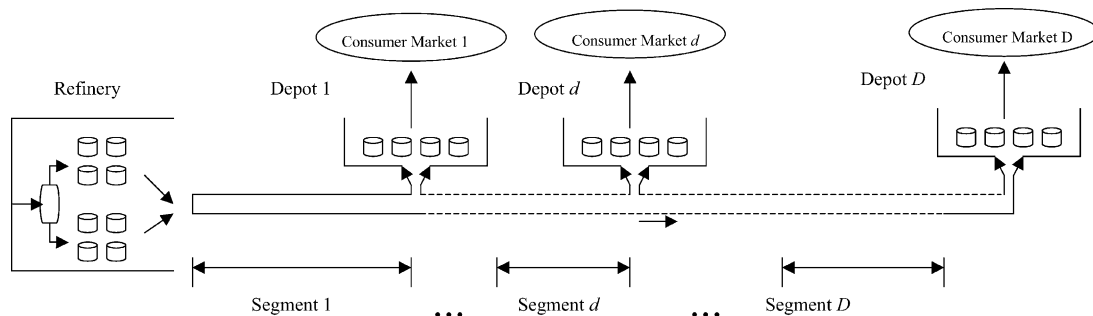 Consumer Market 1
Consumer Market d
Consumer Market D
Refinery
Depot 1
Depot d
Depot D
Segment 1
...
Segment d
...
Segment D